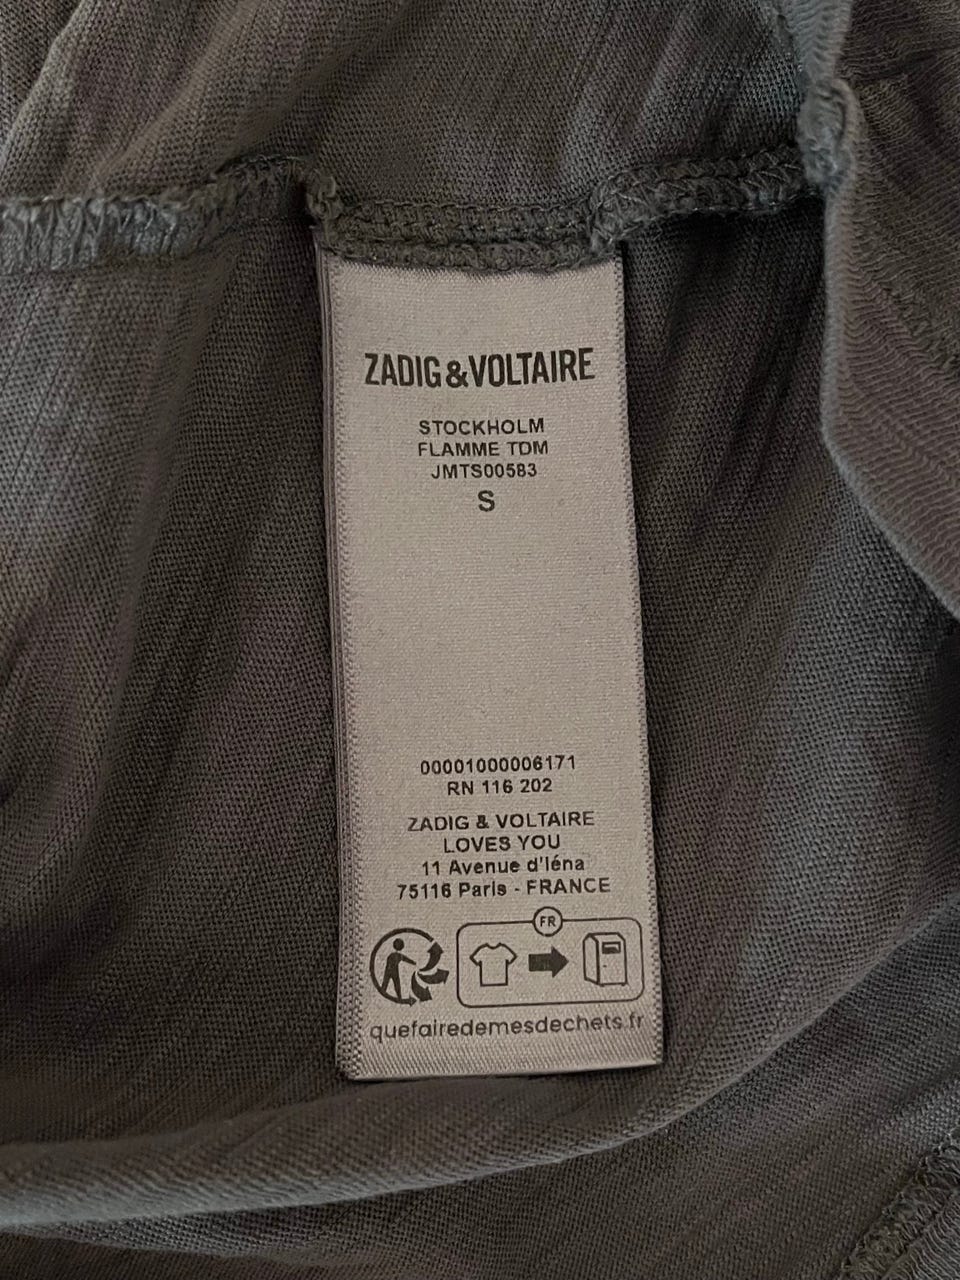 ZADIG&VOLTAIRE
STOCKHOLM
FLAMME TDM
JMTS00583
S
00001000006171
RN 116 202
ZADIG & VOLTAIRE
LOVES YOU
11 Avenue d'Iéna
75116 Paris - FRANCE
FR
quefairedemesdechets.fr